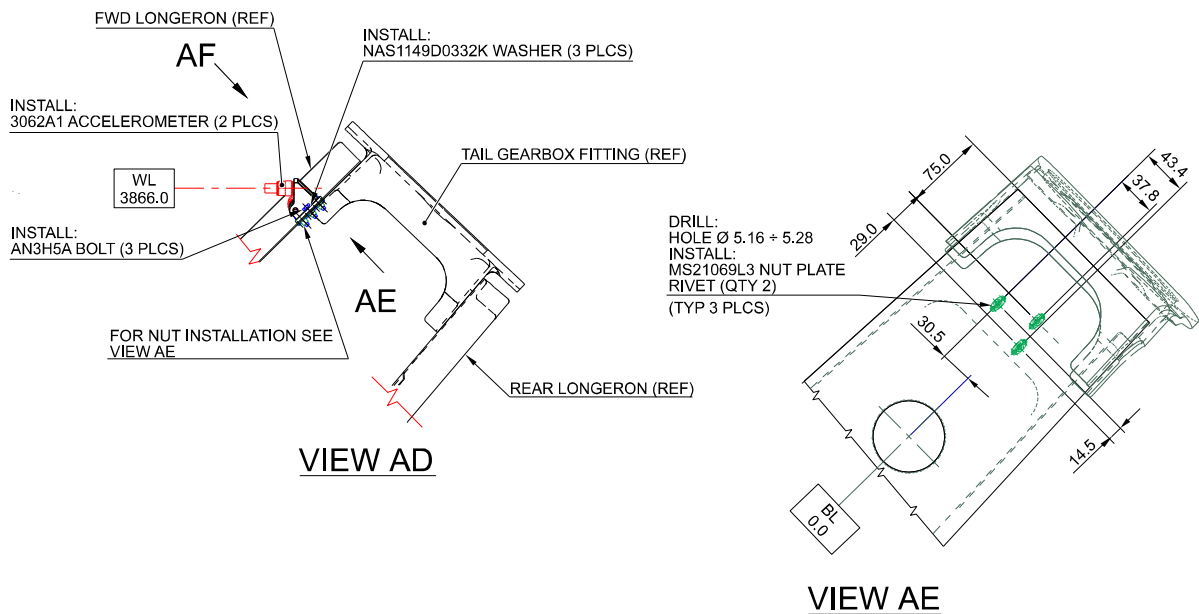 FWD LONGERON (REF)
INSTALL:
NAS1149D0332K WASHER (3 PLCS)
AF
INSTALL:
3062A1 ACCELEROMETER (2 PLCS)
TAIL GEARBOX FITTING (REF)
WL
3866.0
INSTALL:
AN3H5A BOLT (3 PLCS)
AE
FOR NUT INSTALLATION SEE
VIEW AE
REAR LONGERON (REF)
VIEW AD
75.0
43.4
37.8
29.0
DRILL:
HOLE Ø 5.16 ÷ 5.28
INSTALL:
MS21069L3 NUT PLATE
RIVET (QTY 2)
(TYP 3 PLCS)
30.5
14.5
BL
0.0
VIEW AE